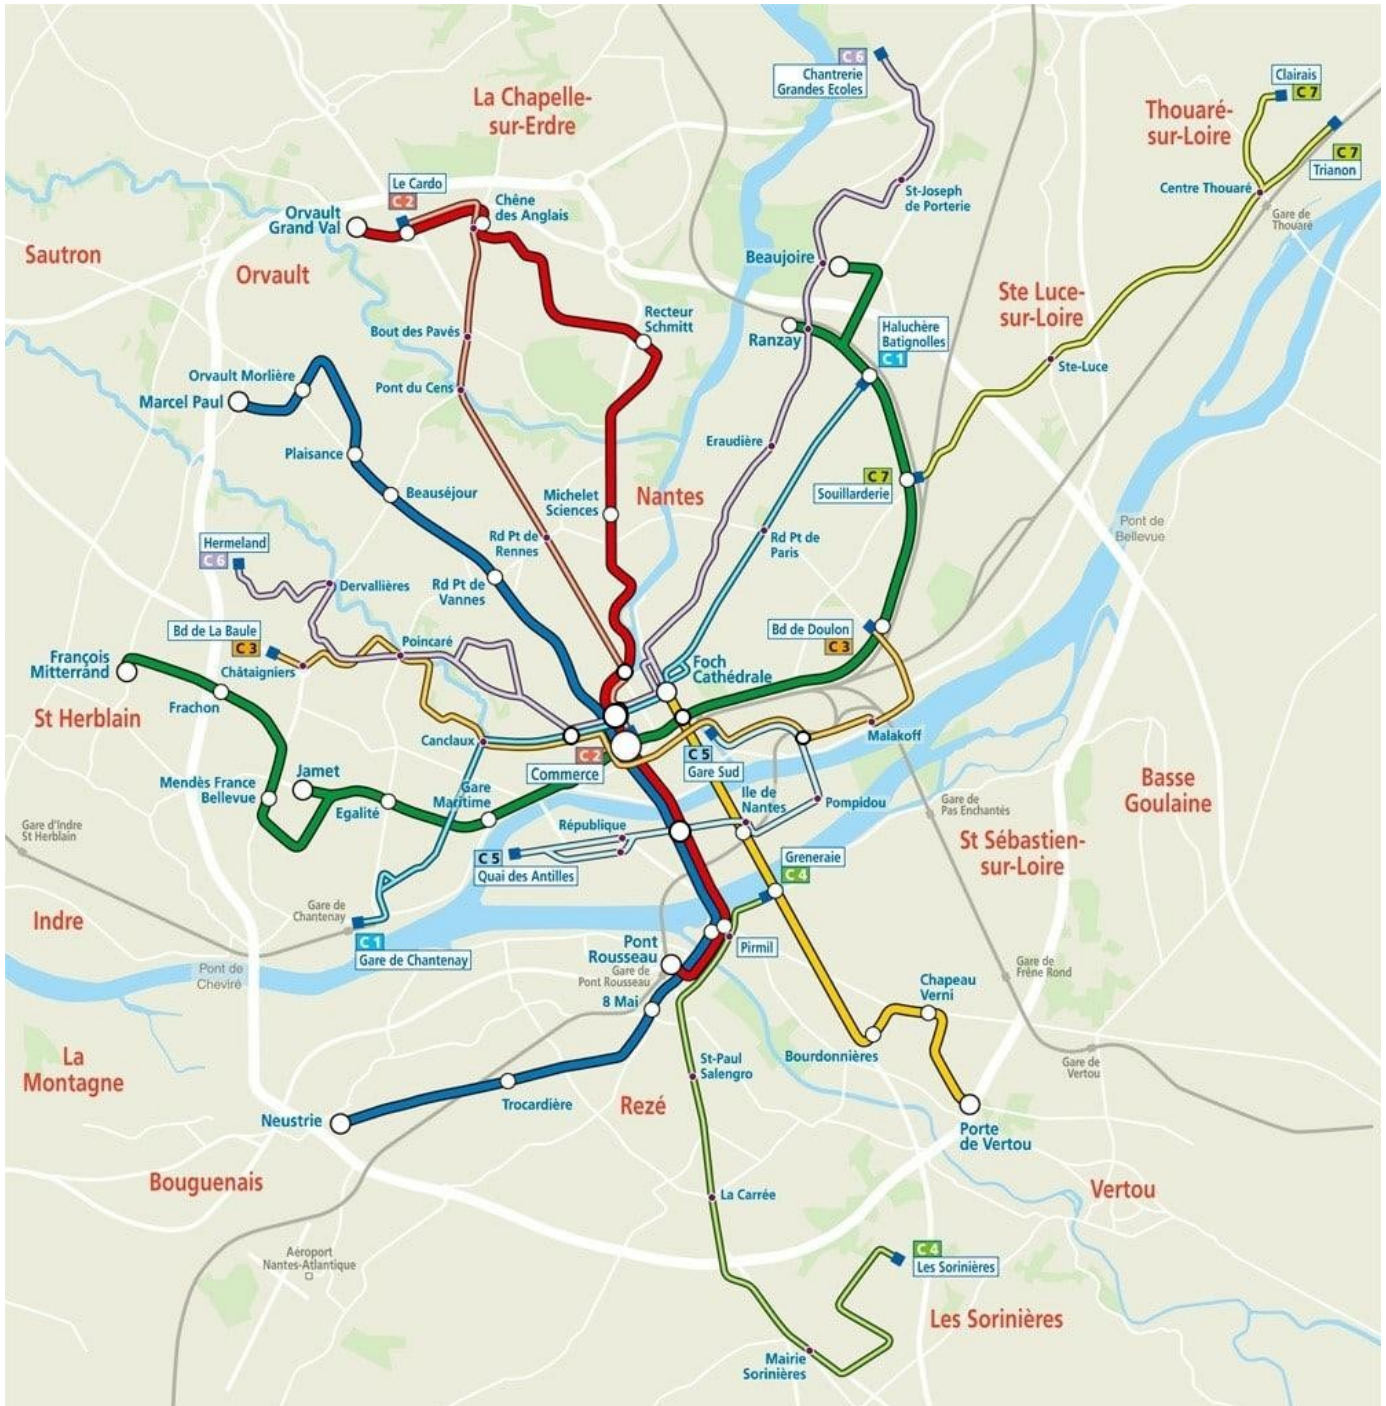 C 6
Chantrerie
Grandes Ecoles
Clairais
C 7
La Chapelle-
sur-Erdre
Thouaré-
sur-Loire
C 7
Trianon
Le Cardo
C 2
Chêne
des Anglais
St-Joseph
de Porterie
Centre Thouaré
Gare de
Thouaré
Orvault
Grand Val
Sautron
Orvault
Beaujoire
Ste Luce-
sur-Loire
Recteur
Schmitt
Bout des Pavés
Ranzay
Haluchère
Batignolles
C 1
Ste-Luce
Orvault Morlière
Marcel Paul
Pont du Cens
Plaisance
Eraudière
Beauséjour
Michelet
Sciences
Nantes
C 7
Souillarderie
Pont de
Bellevue
Hermeland
C 6
Rd Pt de
Rennes
Rd Pt de
Paris
Dervallières
Rd Pt de
Vannes
Bd de La Baule
C 3
Poincaré
Bd de Doulon
C 3
François
Mitterrand
Châtaigniers
Foch
Cathédrale
Frachon
St Herblain
Canclaux
C 2
Commerce
C 5
Gare Sud
Malakoff
Jamet
Mendès France
Bellevue
Egalité
Gare
Maritime
Ile de
Nantes
Pompidou
Gare de
Pas Enchantés
Basse
Goulaine
Gare d'Indre
St Herblain
République
C 5
Quai des Antilles
Greneraie
C 4
St Sébastien-
sur-Loire
Indre
Gare de
Chantenay
C 1
Gare de Chantenay
Pont
Rousseau
Gare de
Pont Rousseau
Pirmil
Pont de
Cheviré
8 Mai
Chapeau
Verni
Gare de
Frêne Rond
La
Montagne
St-Paul
Salengro
Bourdonnières
Gare de
Vertou
Neustrie
Trocardière
Rezé
Porte
de Vertou
Bouguenais
La Carrée
Vertou
Aéroport
Nantes-Atlantique
C 4
Les Sorinières
Les Sorinières
Mairie
Sorinières